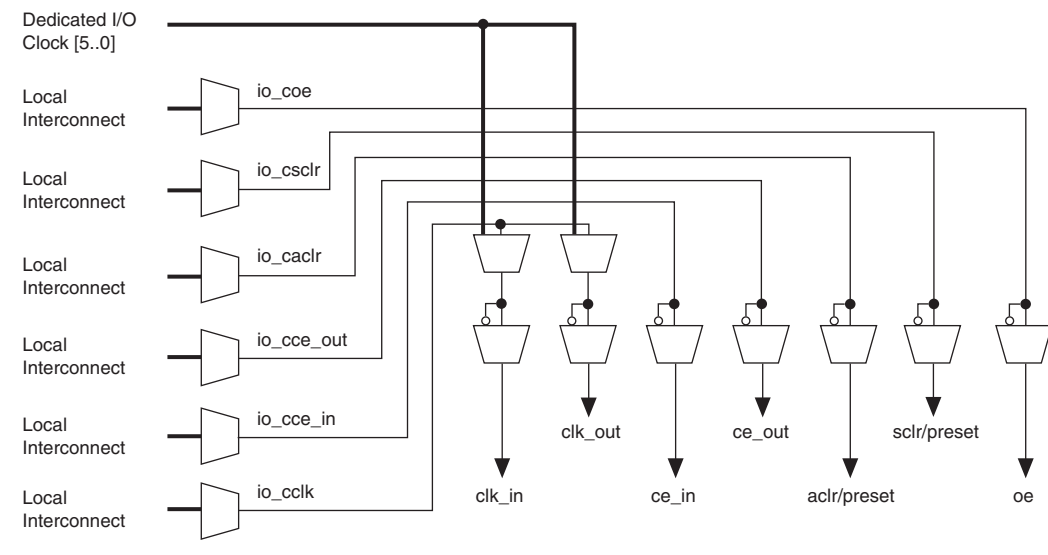 Dedicated I/O
Clock [5..0]
Local
Interconnect
io_coe
Local
Interconnect
io_csclr
Local
Interconnect
io_caclr
Local
Interconnect
io_cce_out
Local
Interconnect
io_cce_in
Local
Interconnect
io_cclk
clk_out
ce_out
sclr/preset
clk_in
ce_in
aclr/preset
oe